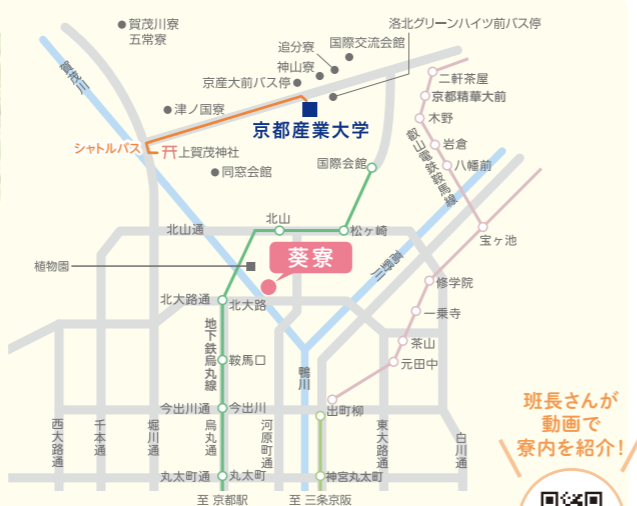 賀茂川寮
五常寮
洛北グリーンハイツ前バス停
国際交流会館
追分寮
神山寮
京産大前バス停
賀茂川
津ノ国寮
京都産業大学
シャトルバス
上賀茂神社
同窓会館
国際会館
二軒茶屋
京都精華大前
木野
岩倉
八幡前
叡山電鉄鞍馬線
宝ヶ池
北山通
北山
松ヶ崎
植物園
葵寮
高野川
修学院
一乗寺
茶山
元田中
北大路通
北大路
地下鉄烏丸線
鞍馬口
鴨川
今出川通
今出川
出町柳
西大路通
千本通
堀川通
烏丸通
河原町通
東大路通
白川通
丸太町通
丸太町
神宮丸太町
至 京都駅
至 三条京阪
班長さんが
動画で
寮内を紹介!